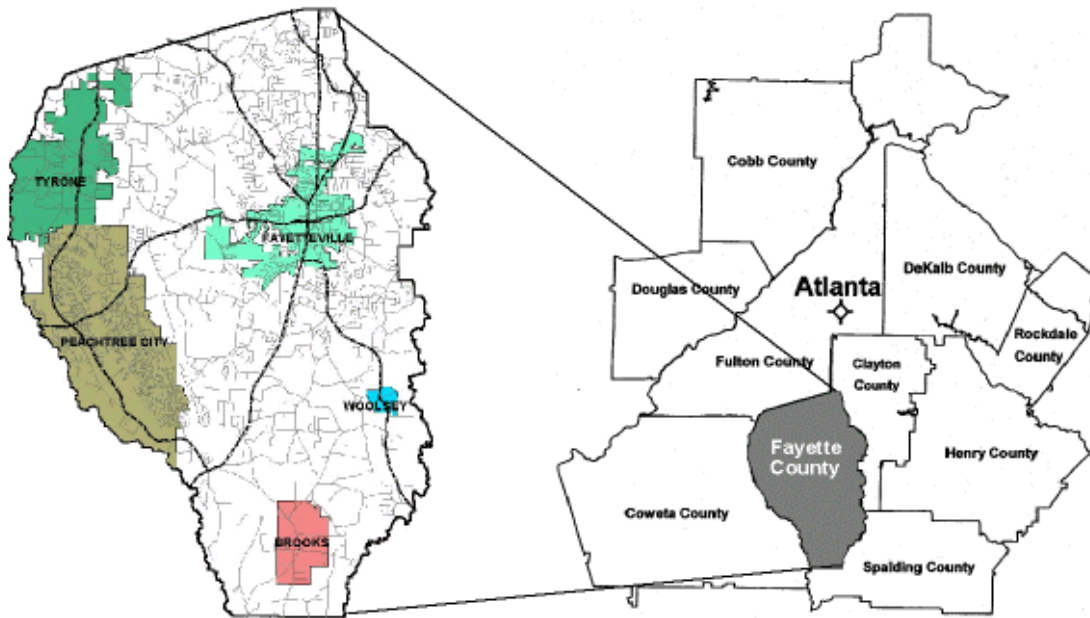 TYRONE
FAYETTEVILLE
PEACHTREE CITY
WOOLSEY
BROOKS
Cobb County
Douglas County
Atlanta
DeKalb County
Rockdale
County
Fulton County
Clayton
County
Fayette
County
Henry County
Coweta County
Spalding County